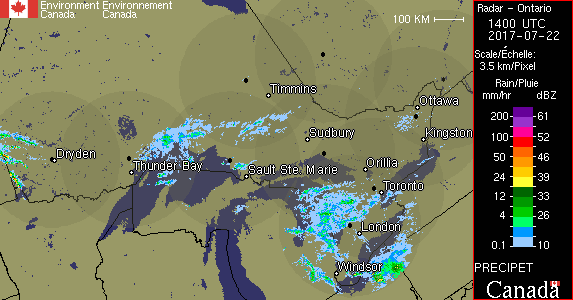 Environment Environnement
Canada Canada
100 KM
Timmins
Ottawa
Sudbury
Kingston
Dryden
Thunder Bay
Sault Ste. Marie
Orillia
Toronto
London
Windsor
Radar - Ontario
1400 UTC
2017-07-22
Scale/Échelle:
3.5 km/Pixel
Rain/Pluie
mm/hr dBZ
200 61
100 52
50 46
24 39
12 33
4 26
0.1 10
PRECIPET
Canada